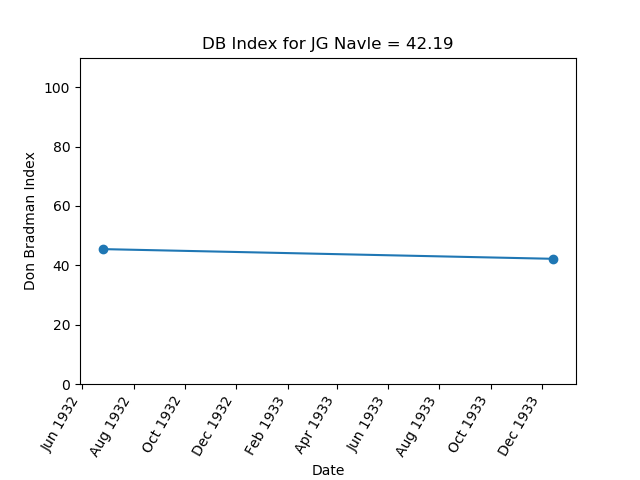 DB Index for JG Navle = 42.19
Don Bradman Index
100
80
60
40
20
0
Jun 1932
Aug 1932
Oct 1932
Dec 1932
Feb 1933
Apr 1933
Jun 1933
Aug 1933
Oct 1933
Dec 1933
Date